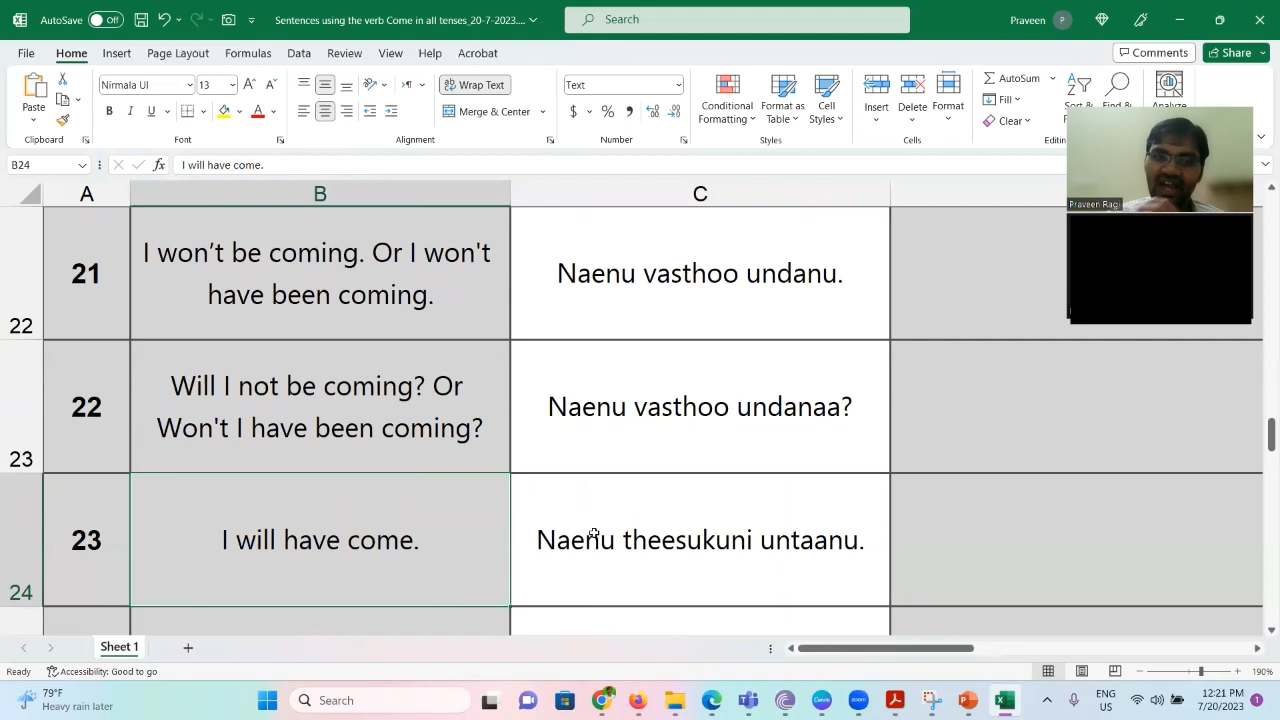 AutoSave Off
Sentences using the verb Come in all tenses_20-7-2023....
Search
Praveen P
File Home Insert Page Layout Formulas Data Review View Help Acrobat
Comments Share
Paste
Nirmala UI 13
Wrap Text
Text
B I U
Merge & Center
Conditional Formatting
Format as Table
Cell Styles
Insert Delete Format
AutoSum
Fill
Clear
Clipboard Font Alignment Number Styles Cells
B24
fx I will have come.
A B C
Praveen Ragi
22
21
I won’t be coming. Or I won't
have been coming.
Naenu vasthoo undanu.
23
22
Will I not be coming? Or
Won't I have been coming?
Naenu vasthoo undanaa?
24
23
I will have come.
Naenu theesukuni untaanu.
Sheet 1
Ready
Accessibility: Good to go
190%
79°F
Heavy rain later
Search
ENG
US
12:21 PM
7/20/2023
1